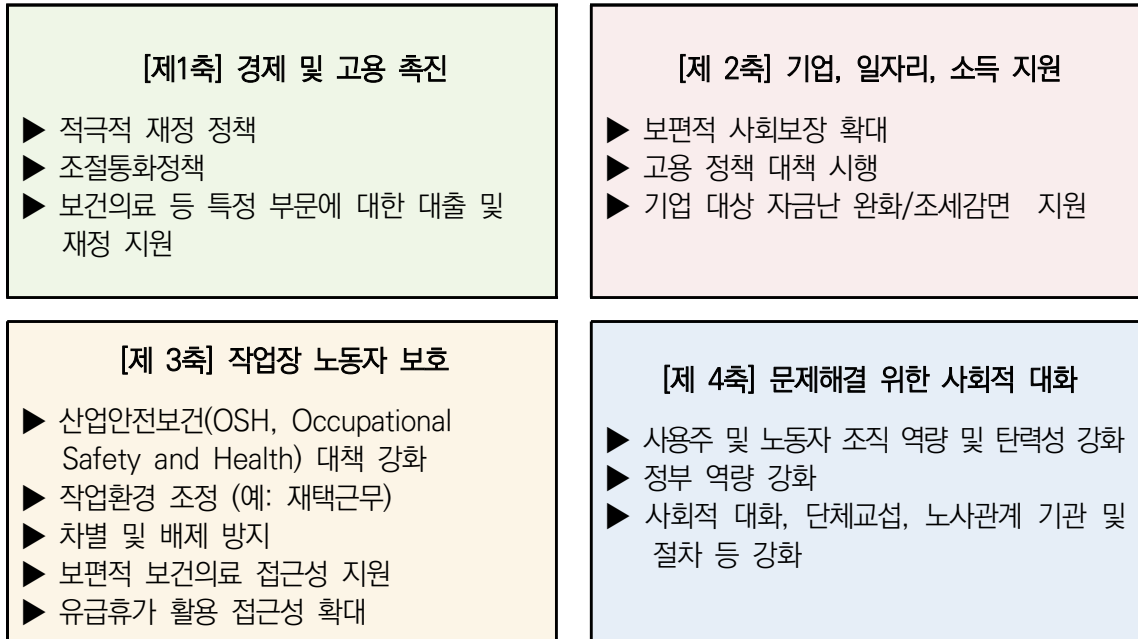 [제1축] 경제 및 고용 촉진
▶ 적극적 재정 정책
▶ 조절통화정책
▶ 보건의료 등 특정 부문에 대한 대출 및
재정 지원
[제 2축] 기업, 일자리, 소득 지원
▶ 보편적 사회보장 확대
▶ 고용 정책 대책 시행
▶ 기업 대상 자금난 완화/조세감면 지원
[제 3축] 작업장 노동자 보호
▶ 산업안전보건(OSH, Occupational
Safety and Health) 대책 강화
▶ 작업환경 조정 (예: 재택근무)
▶ 차별 및 배제 방지
▶ 보편적 보건의료 접근성 지원
▶ 유급휴가 활용 접근성 확대
[제 4축] 문제해결 위한 사회적 대화
▶ 사용주 및 노동자 조직 역량 및 탄력성 강화
▶ 정부 역량 강화
▶ 사회적 대화, 단체교섭, 노사관계 기관 및
절차 등 강화